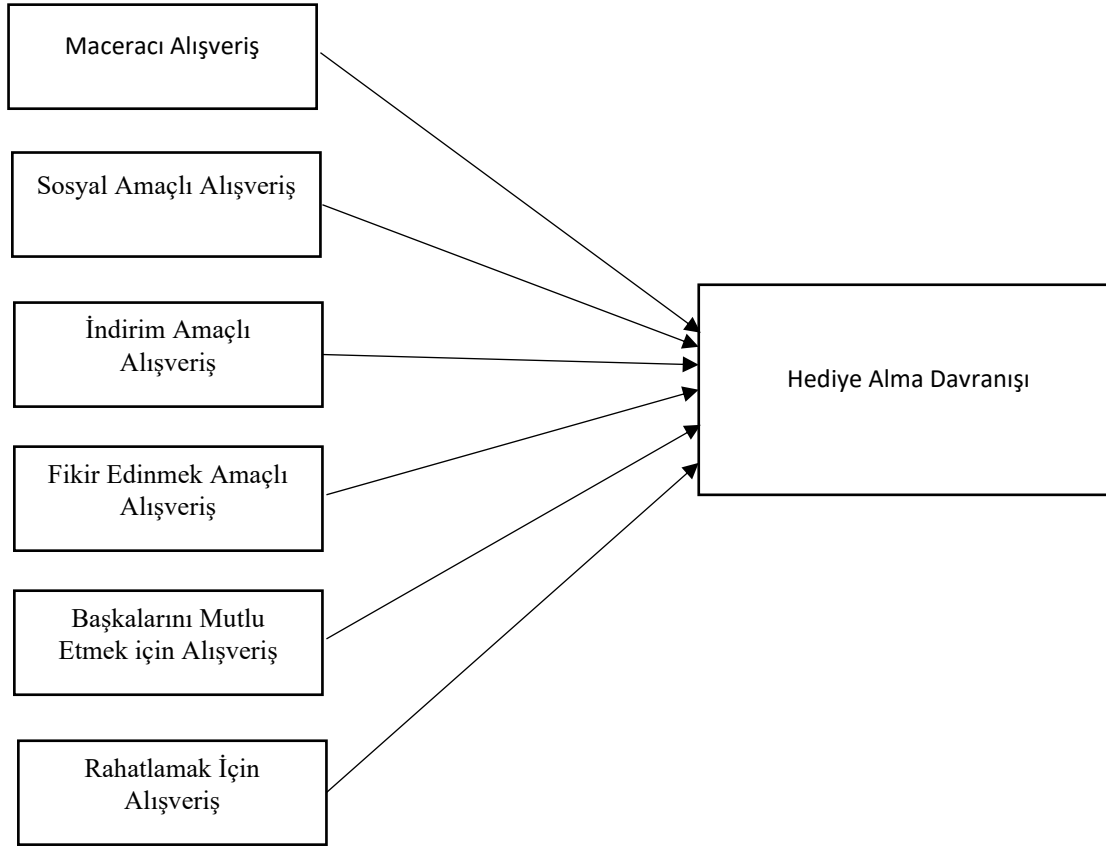 Maceracı Alışveriş
Sosyal Amaçlı Alışveriş
İndirim Amaçlı
Alışveriş
Hediye Alma Davranışı
Fikir Edinmek Amaçlı
Alışveriş
Başkalarını Mutlu
Etmek için Alışveriş
Rahatlamak İçin
Alışveriş